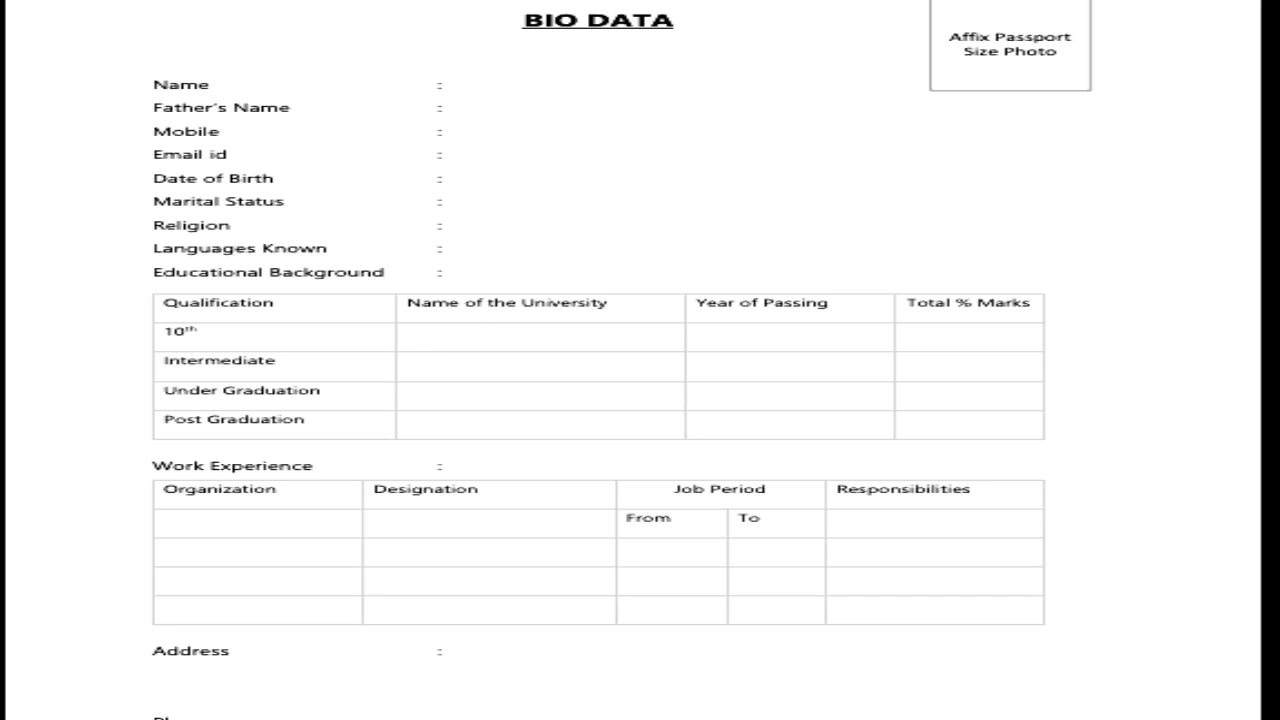 BIO DATA
Affix Passport
Size Photo
Name :
Father's Name :
Mobile :
Email id :
Date of Birth :
Marital Status :
Religion :
Languages Known :
Educational Background :
Qualification Name of the University Year of Passing Total % Marks
10th
Intermediate
Under Graduation
Post Graduation
Work Experience :
Organization Designation Job Period Responsibilities
From To
Address :